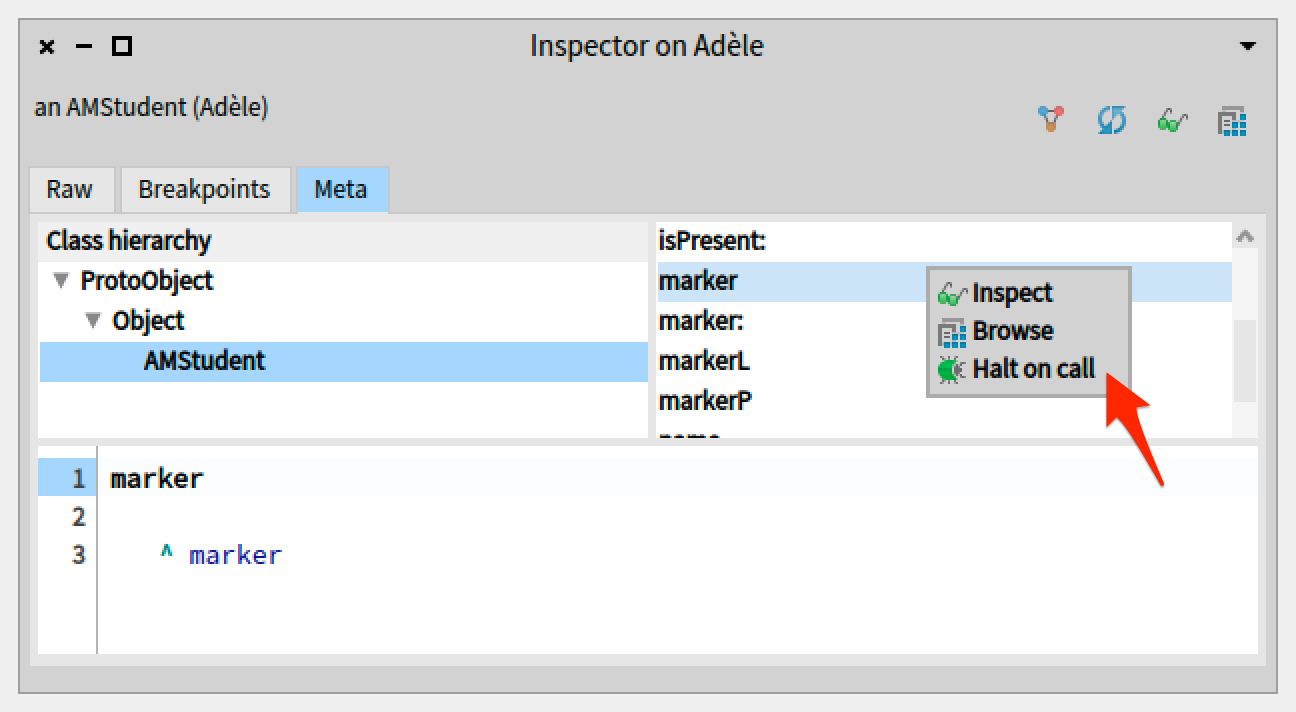 Inspector on Adèle
an AMStudent (Adèle)
Raw Breakpoints Meta
Class hierarchy
ProtoObject
Object
AMStudent
isPresent:
marker
marker:
markerL
markerP
Inspect
Browse
Halt on call
1 marker
2
3 ^ marker